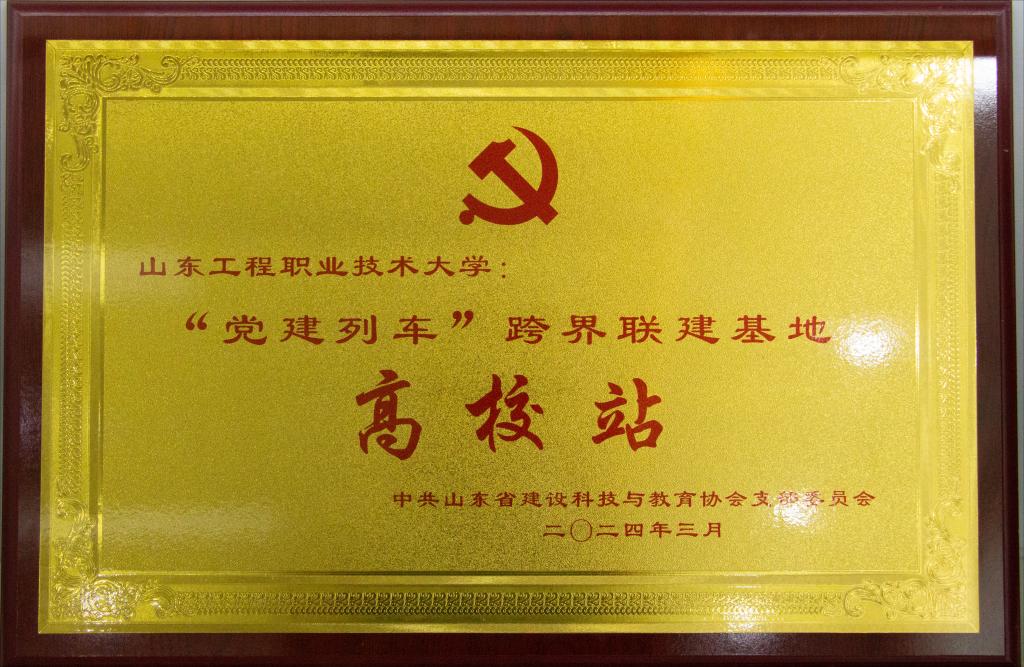 山东工程职业技术大学：
“党建列车”跨界联建基地
高校站
中共山东省建设科技与教育协会支部委员会
二〇二四年三月